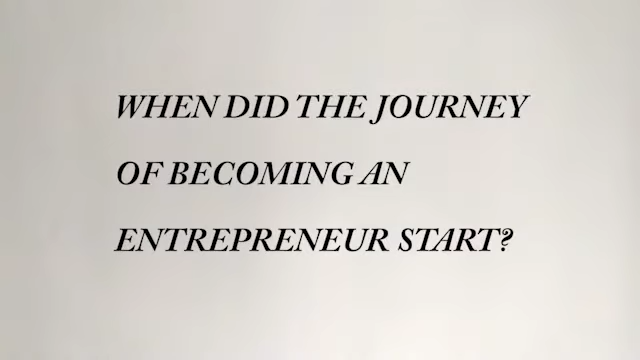 WHEN DID THE JOURNEY
OF BECOMING AN
ENTREPRENEUR START?